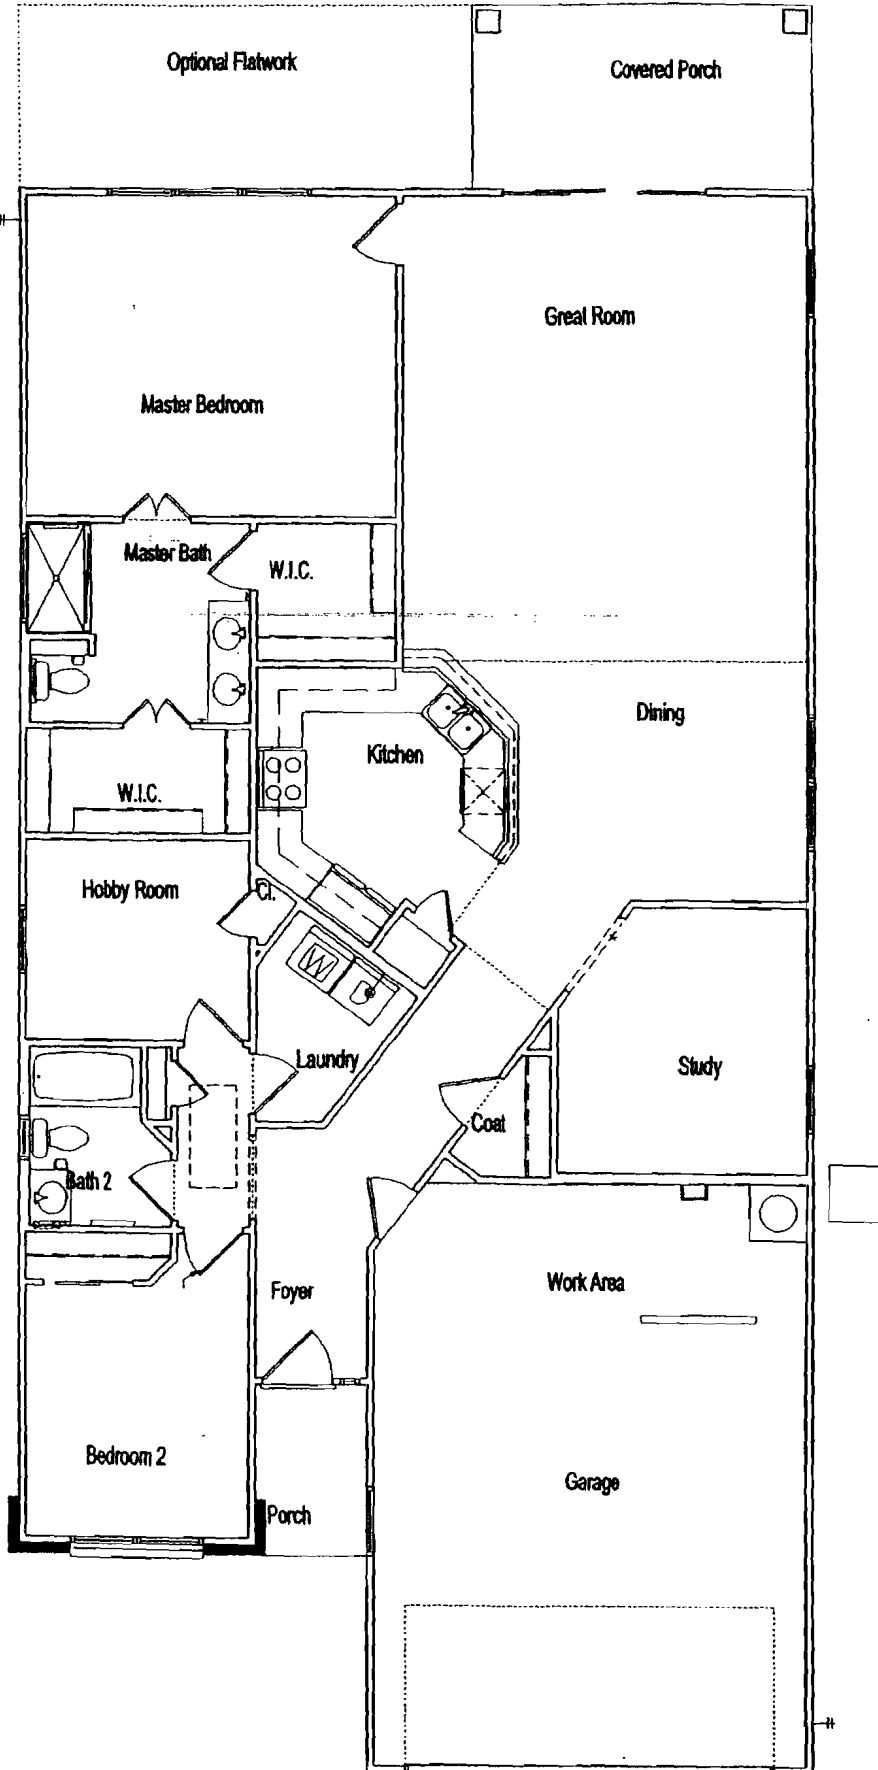 Optional Flatwork
Covered Porch
Great Room
Master Bedroom
Master Bath
W.I.C.
Dining
Kitchen
W.I.C.
Hobby Room
Cl.
W
Laundry
Study
Coat
Bath 2
Foyer
Work Area
Bedroom 2
Garage
Porch